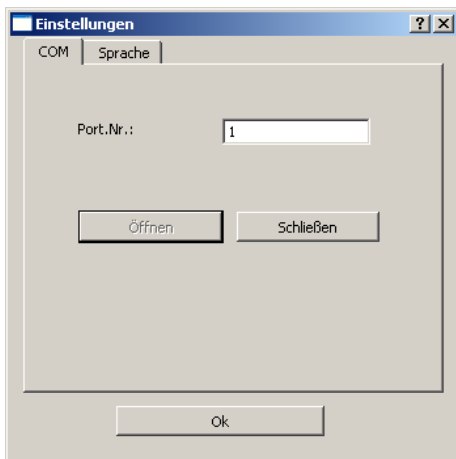 Einstellungen
COM Sprache
Port.Nr.: 1
Öffnen Schließen
Ok